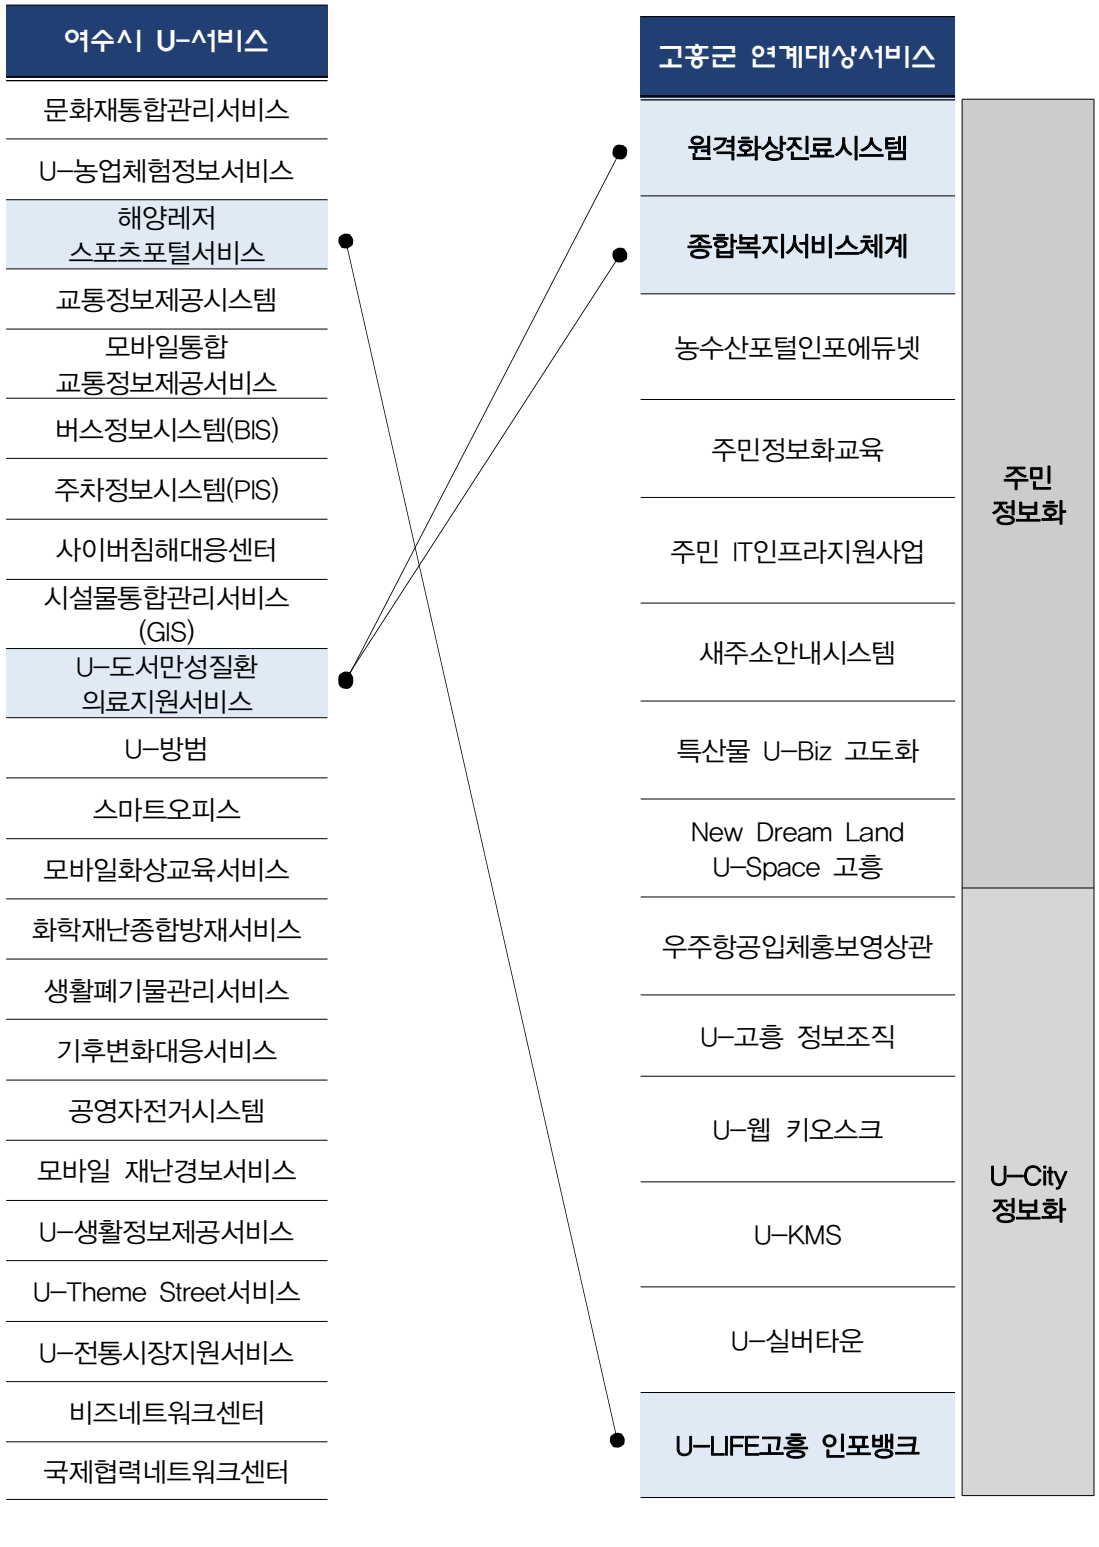 여수시 U-서비스
문화재통합관리서비스
U-농업체험정보서비스
해양레저
스포츠포털서비스
교통정보제공시스템
모바일통합
교통정보제공서비스
버스정보시스템(BIS)
주차정보시스템(PIS)
사이버침해대응센터
시설물통합관리서비스
(GIS)
U-도서만성질환
의료지원서비스
U-방범
스마트오피스
모바일화상교육서비스
화학재난종합방재서비스
생활폐기물관리서비스
기후변화대응서비스
공영자전거시스템
모바일 재난경보서비스
U-생활정보제공서비스
U-Theme Street서비스
U-전통시장지원서비스
비즈네트워크센터
국제협력네트워크센터
고흥군 연계대상서비스
원격화상진료시스템
종합복지서비스체계
농수산포털인포에듀넷
주민정보화교육
주민 IT인프라지원사업
새주소안내시스템
특산물 U-Biz 고도화
New Dream Land
U-Space 고흥
우주항공입체홍보영상관
U-고흥 정보조직
U-웹 키오스크
U-KMS
U-실버타운
U-LIFE고흥 인포뱅크
주민
정보화
U-City
정보화